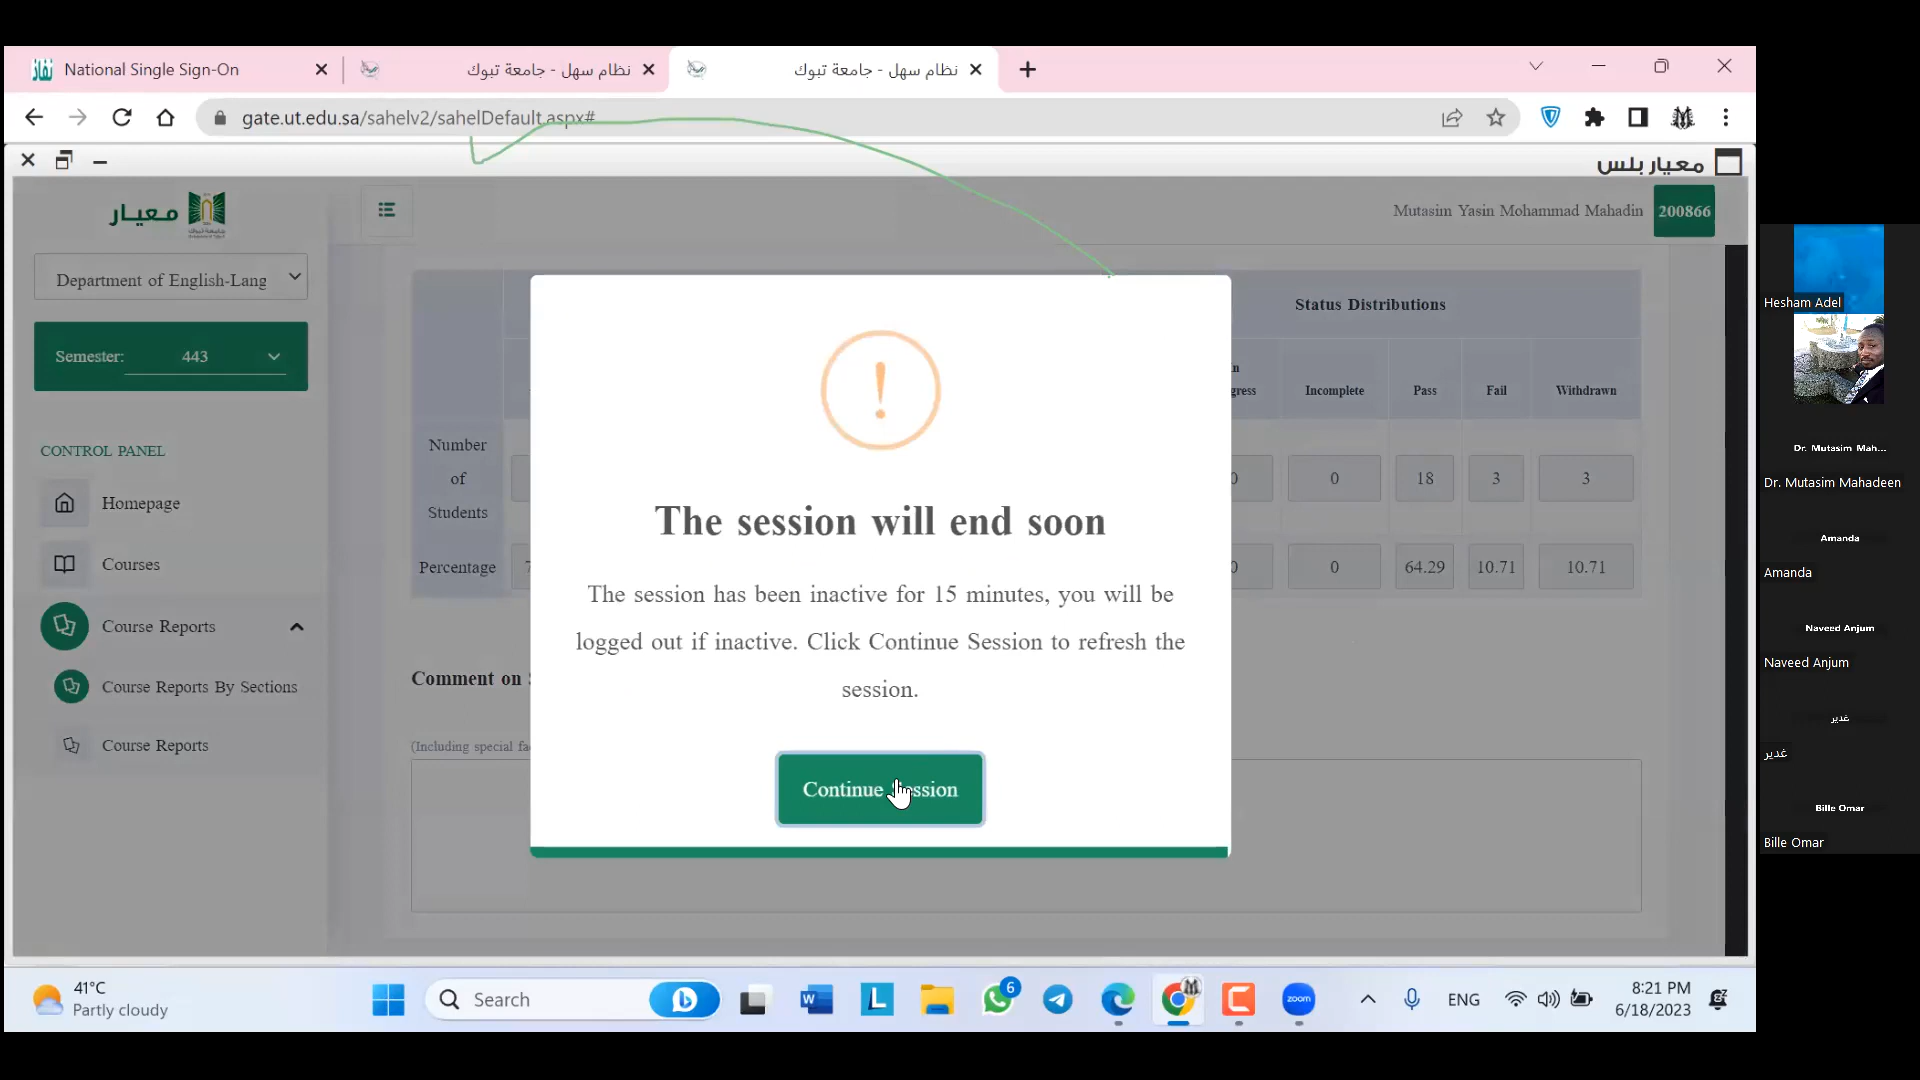 National Single Sign-On
نظام سهل - جامعة تبوك
نظام سهل - جامعة تبوك
gate.ut.edu.sa/sahelv2/sahelDefault.aspx#
معيار بلس
معيار
Mutasim Yasin Mohammad Mahadin
200866
Department of English-Lang
Semester: 443
CONTROL PANEL
Homepage
Courses
Course Reports
Course Reports By Sections
Course Reports
Status Distributions
Incomplete
Pass
Fail
Withdrawn
Number
of
Students
0
0
18
3
3
Percentage
0
0
64.29
10.71
10.71
Comment on
(Including special
The session will end soon
The session has been inactive for 15 minutes, you will be
logged out if inactive. Click Continue Session to refresh the
session.
Continue Session
Hesham Adel
Dr. Mutasim Mah...
Dr. Mutasim Mahadeen
Amanda
Amanda
Naveed Anjum
Naveed Anjum
غدير
غدير
Bille Omar
Bille Omar
41°C
Partly cloudy
Search
6
zoom
ENG
8:21 PM
6/18/2023